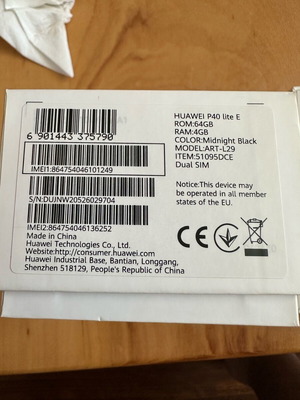 6 901443 375790
IMEI1:864754046101249
S/N:DUJNW20526029704
IMEI2:864754046136252
Made in China
Huawei Technologies Co., Ltd.
Website:http://consumer.huawei.com
Huawei Industrial Base, Bantian, Longgang,
Shenzhen 518129, People's Republic of China
HUAWEI P40 lite E
ROM:64GB
RAM:4GB
COLOR:Midnight Black
MODEL:ART-L29
ITEM:51095DCE
Dual SIM
Notice:This device may
be operated in all member
states of the EU.
CE